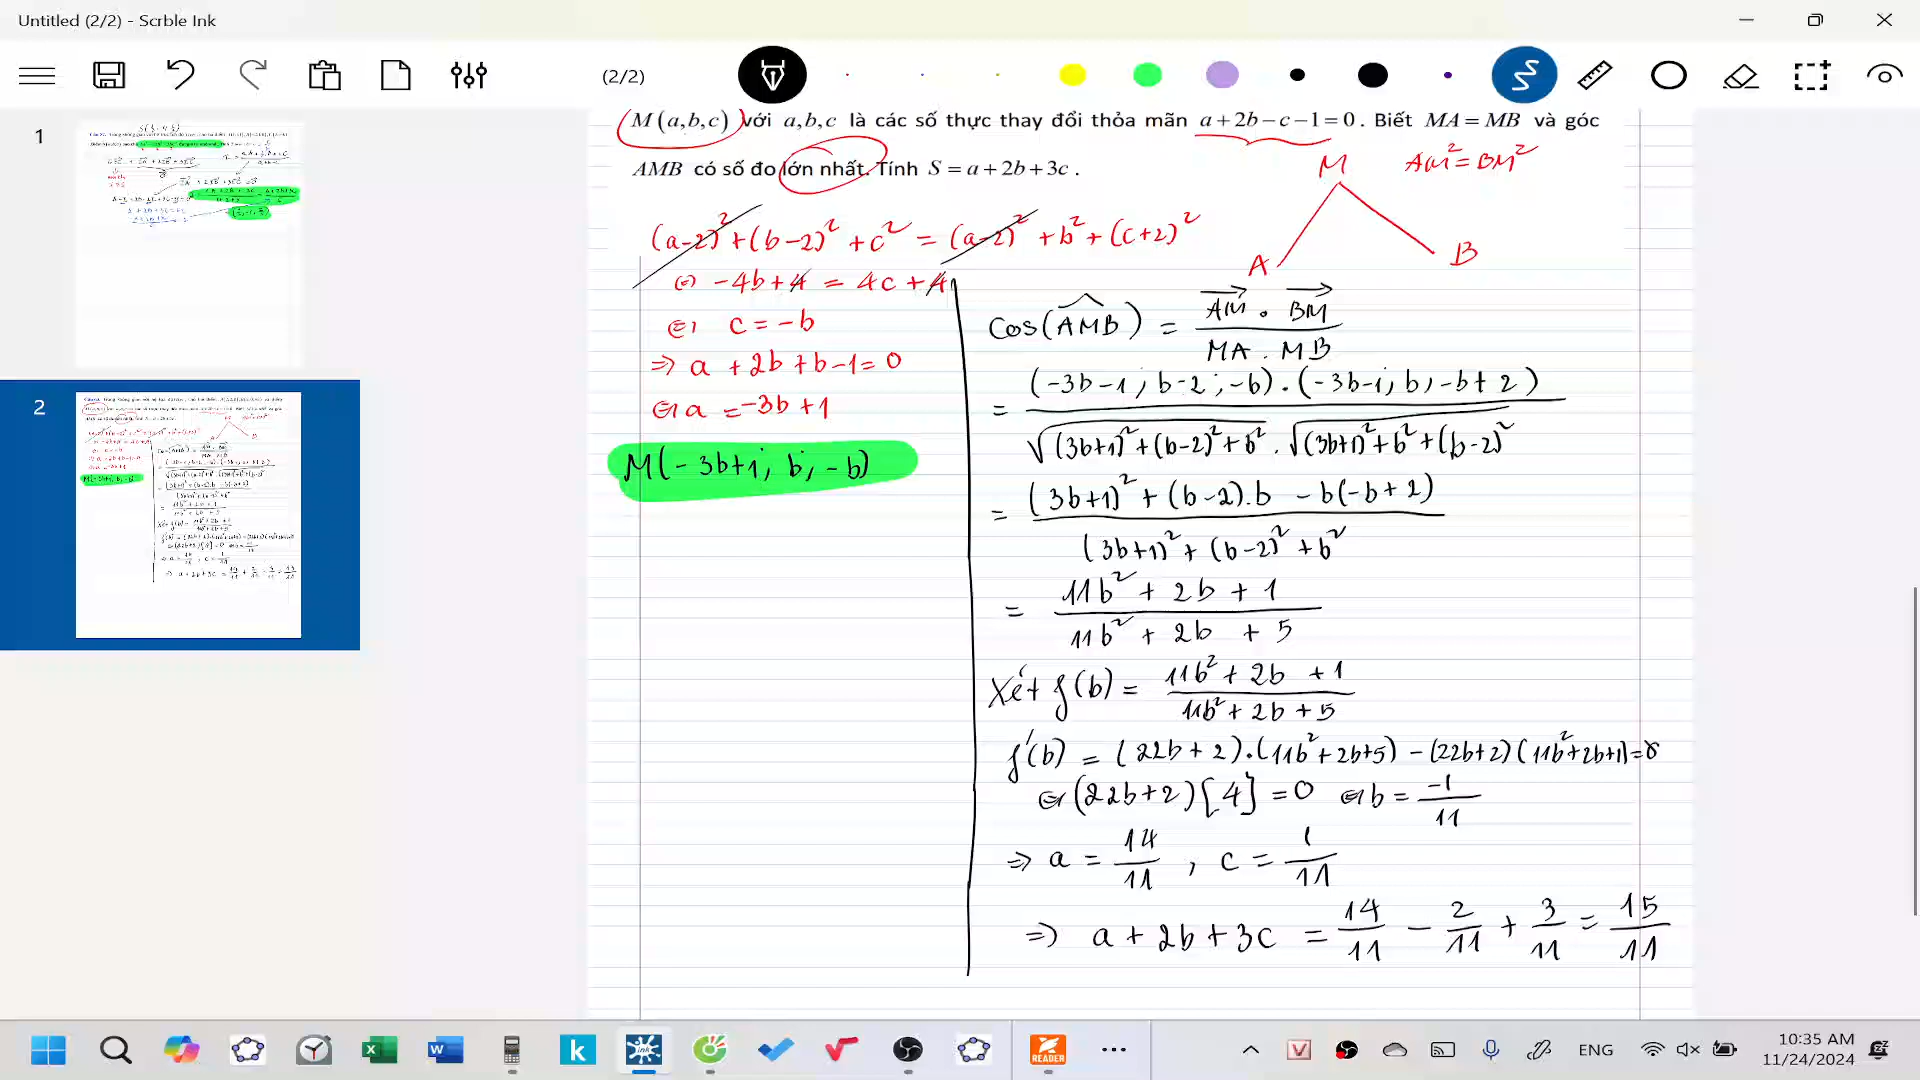 Untitled (2/2) - Scrble Ink
(2/2)
1
2
M(a,b,c) với a,b,c là các số thực thay đổi thỏa mãn a+2b−c−1=0. Biết MA=MB và góc
AMB có số đo lớn nhất. Tính S=a+2b+3c.
M
AM²=BM²
A
B
(a-2)²+(b-2)²+c² = (a-2)²+b²+(c+2)²
⇔ -4b+4 = 4c+4
⇔ c=-b
⇒ a+2b+b-1=0
⇔ a=-3b+1
M(-3b+1; b; -b)
Cos(AMB) = AM.BM / MA.MB
= (-3b-1; b-2; -b).(-3b-1; b; -b+2) / √(3b+1)²+(b-2)²+b² . √(3b+1)²+b²+(b-2)²
= (3b+1)²+(b-2).b -b(-b+2) / (3b+1)²+(b-2)²+b²
= 11b²+2b+1 / 11b²+2b+5
Xét f(b) = 11b²+2b+1 / 11b²+2b+5
f'(b) = (22b+2).(11b²+2b+5) - (22b+2)(11b²+2b+1)=0
⇔ (22b+2)[4]=0 ⇔ b = -1/11
⇒ a = 14/11 , c = 1/11
⇒ a+2b+3c = 14/11 - 2/11 + 3/11 = 15/11
READER
ENG
10:35 AM
11/24/2024